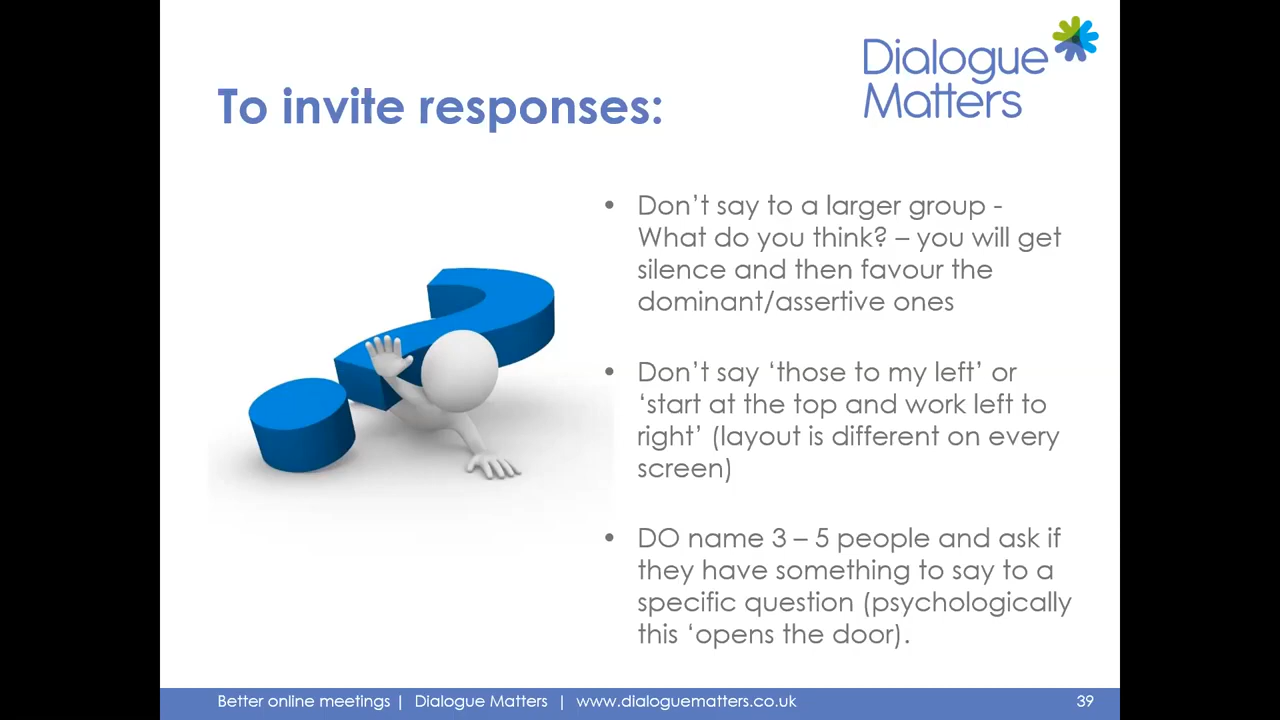 Dialogue
Matters
To invite responses:
• Don’t say to a larger group -
What do you think? – you will get
silence and then favour the
dominant/assertive ones
• Don’t say ‘those to my left’ or
‘start at the top and work left to
right’ (layout is different on every
screen)
• DO name 3 – 5 people and ask if
they have something to say to a
specific question (psychologically
this ‘opens the door).
Better online meetings | Dialogue Matters | www.dialoguematters.co.uk 39